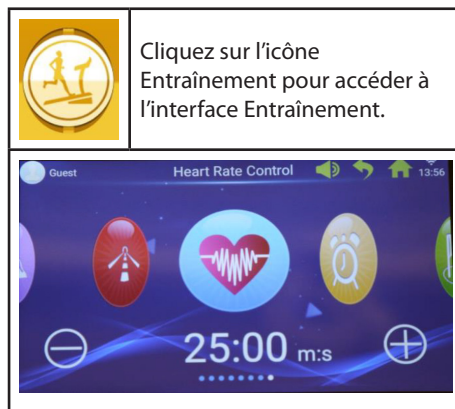 Cliquez sur l'icône
Entraînement pour accéder à
l'interface Entraînement.
Guest
Heart Rate Control
13:56
25:00 m:s